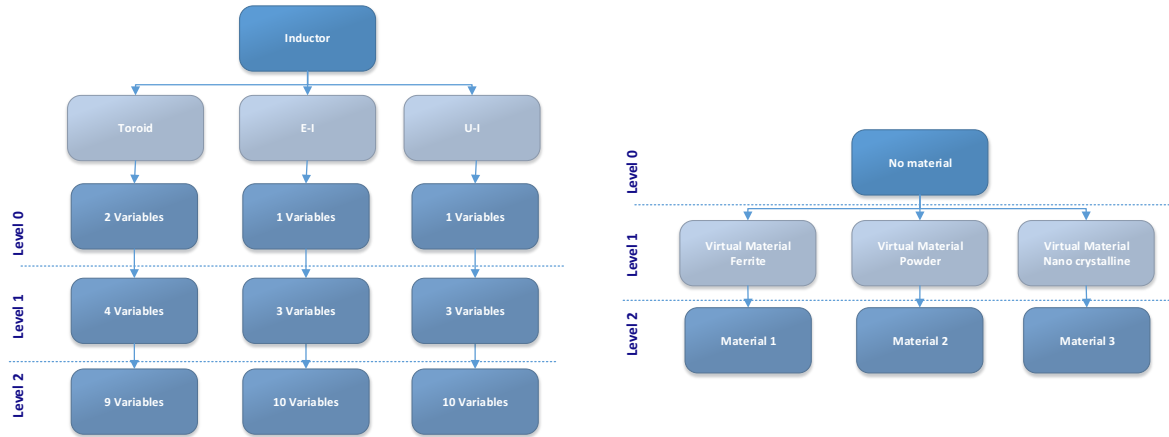 Inductor
Toroid
E-I
U-I
Level 0
2 Variables
1 Variables
1 Variables
Level 1
4 Variables
3 Variables
3 Variables
Level 2
9 Variables
10 Variables
10 Variables
Level 0
No material
Level 1
Virtual Material
Ferrite
Virtual Material
Powder
Virtual Material
Nano crystalline
Level 2
Material 1
Material 2
Material 3